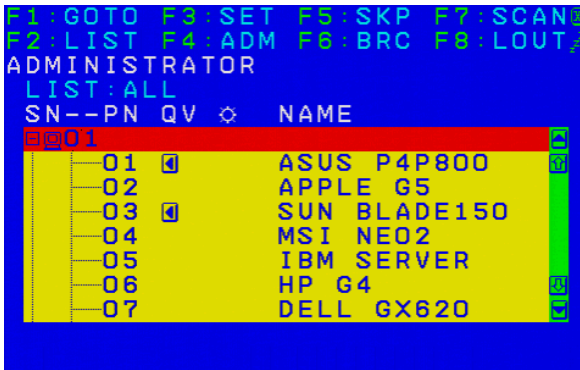 F1:GOTO F3:SET F5:SKP F7:SCAN
F2:LIST F4:ADM F6:BRC F8:LOUT
ADMINISTRATOR
LIST:ALL
SN--PN QV ☼ NAME
01
01 ASUS P4P800
02 APPLE G5
03 SUN BLADE150
04 MSI NEO2
05 IBM SERVER
06 HP G4
07 DELL GX620